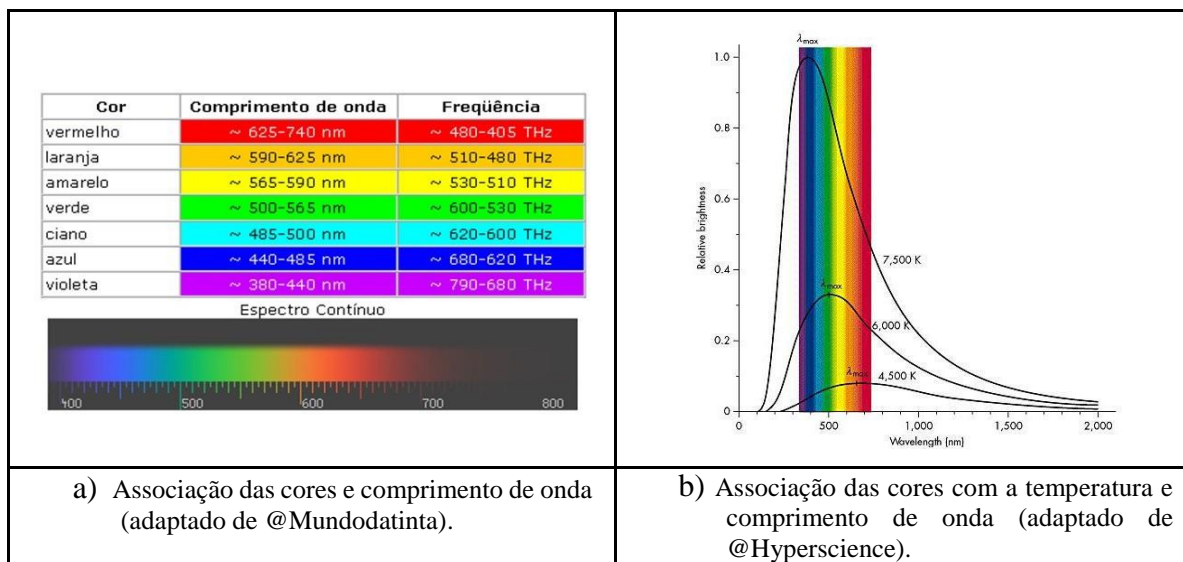 Cor Comprimento de onda Freqüência
vermelho ~ 625-740 nm ~ 480-405 THz
laranja ~ 590-625 nm ~ 510-480 THz
amarelo ~ 565-590 nm ~ 530-510 THz
verde ~ 500-565 nm ~ 600-530 THz
ciano ~ 485-500 nm ~ 620-600 THz
azul ~ 440-485 nm ~ 680-620 THz
violeta ~ 380-440 nm ~ 790-680 THz
Espectro Contínuo
400 500 600 700 800
a) Associação das cores e comprimento de onda
(adaptado de @Mundodatinta).
λmax
1.0
0.8
0.6
0.4
0.2
0
Relative brightness
7,500 K
λmax
6,000 K
λmax
4,500 K
0 500 1,000 1,500 2,000
Wavelength (nm)
b) Associação das cores com a temperatura e
comprimento de onda (adaptado de
@Hyperscience).